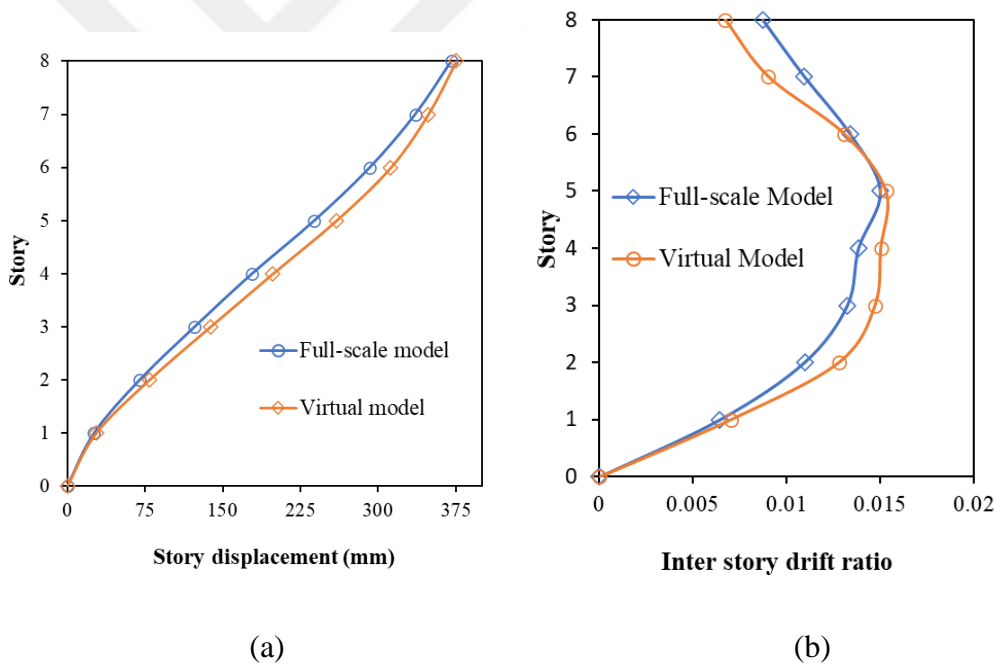 8
7
6
5
4
3
2
1
0
Story
Full-scale model
Virtual model
0 75 150 225 300 375
Story displacement (mm)
(a)
8
7
6
5
4
3
2
1
0
Story
Full-scale Model
Virtual Model
0 0.005 0.01 0.015 0.02
Inter story drift ratio
(b)